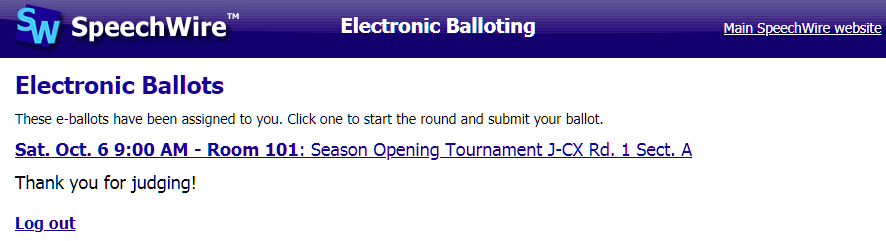 SW SpeechWire™ Electronic Balloting Main SpeechWire website
Electronic Ballots
These e-ballots have been assigned to you. Click one to start the round and submit your ballot.
Sat. Oct. 6 9:00 AM - Room 101: Season Opening Tournament J-CX Rd. 1 Sect. A
Thank you for judging!
Log out